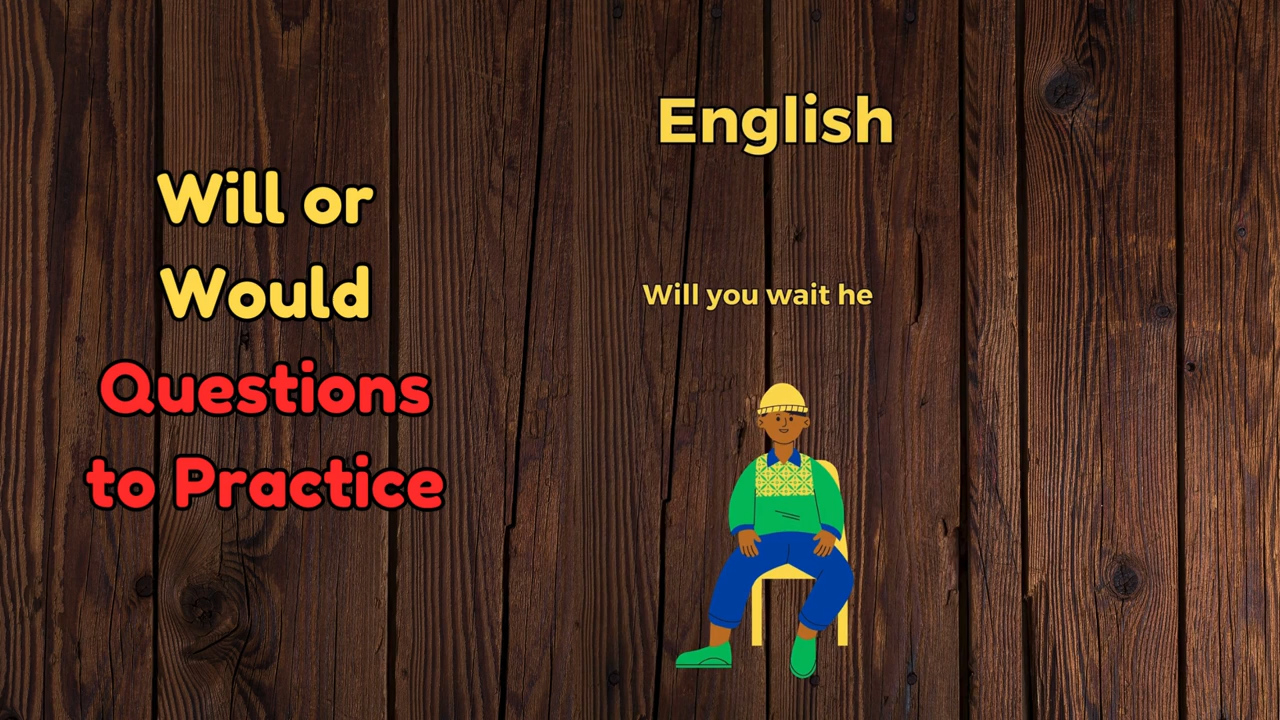 Will or
Would
Questions
to Practice
English
Will you wait he